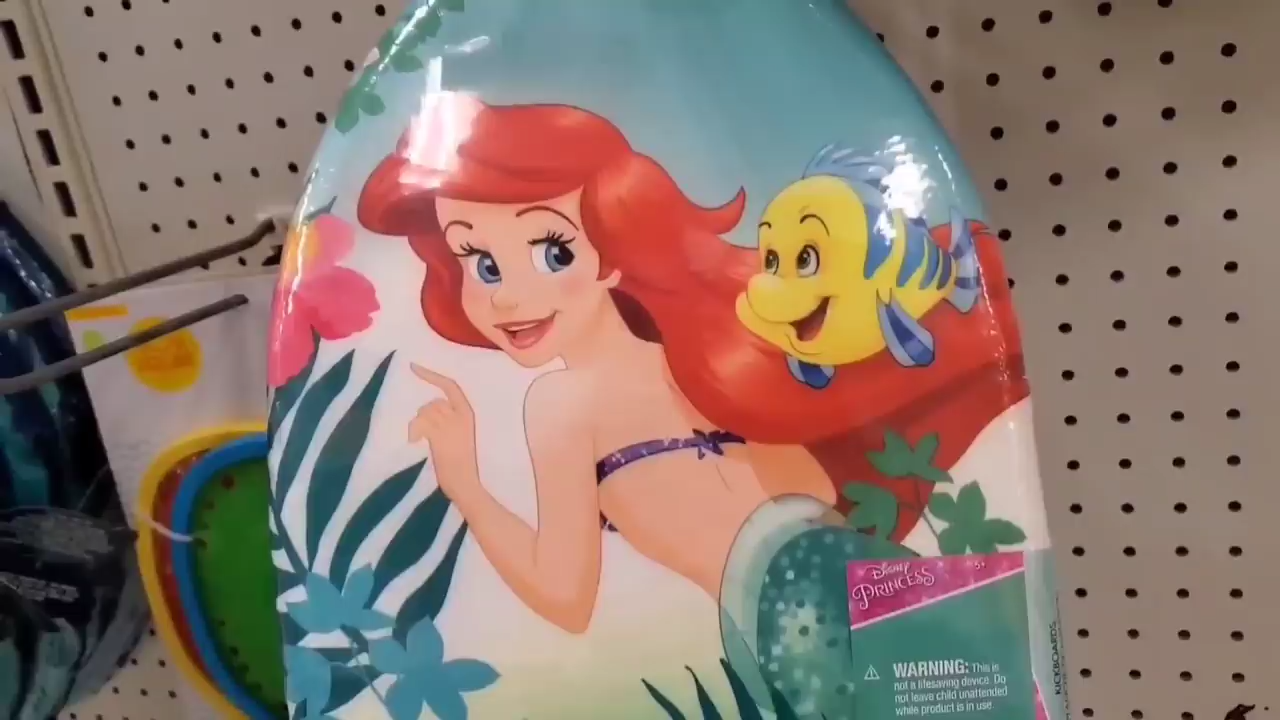 Disney
PRINCESS
5+
WARNING: This is
not a lifesaving device. Do
not leave child unattended
while product is in use.
KICKBOARDS